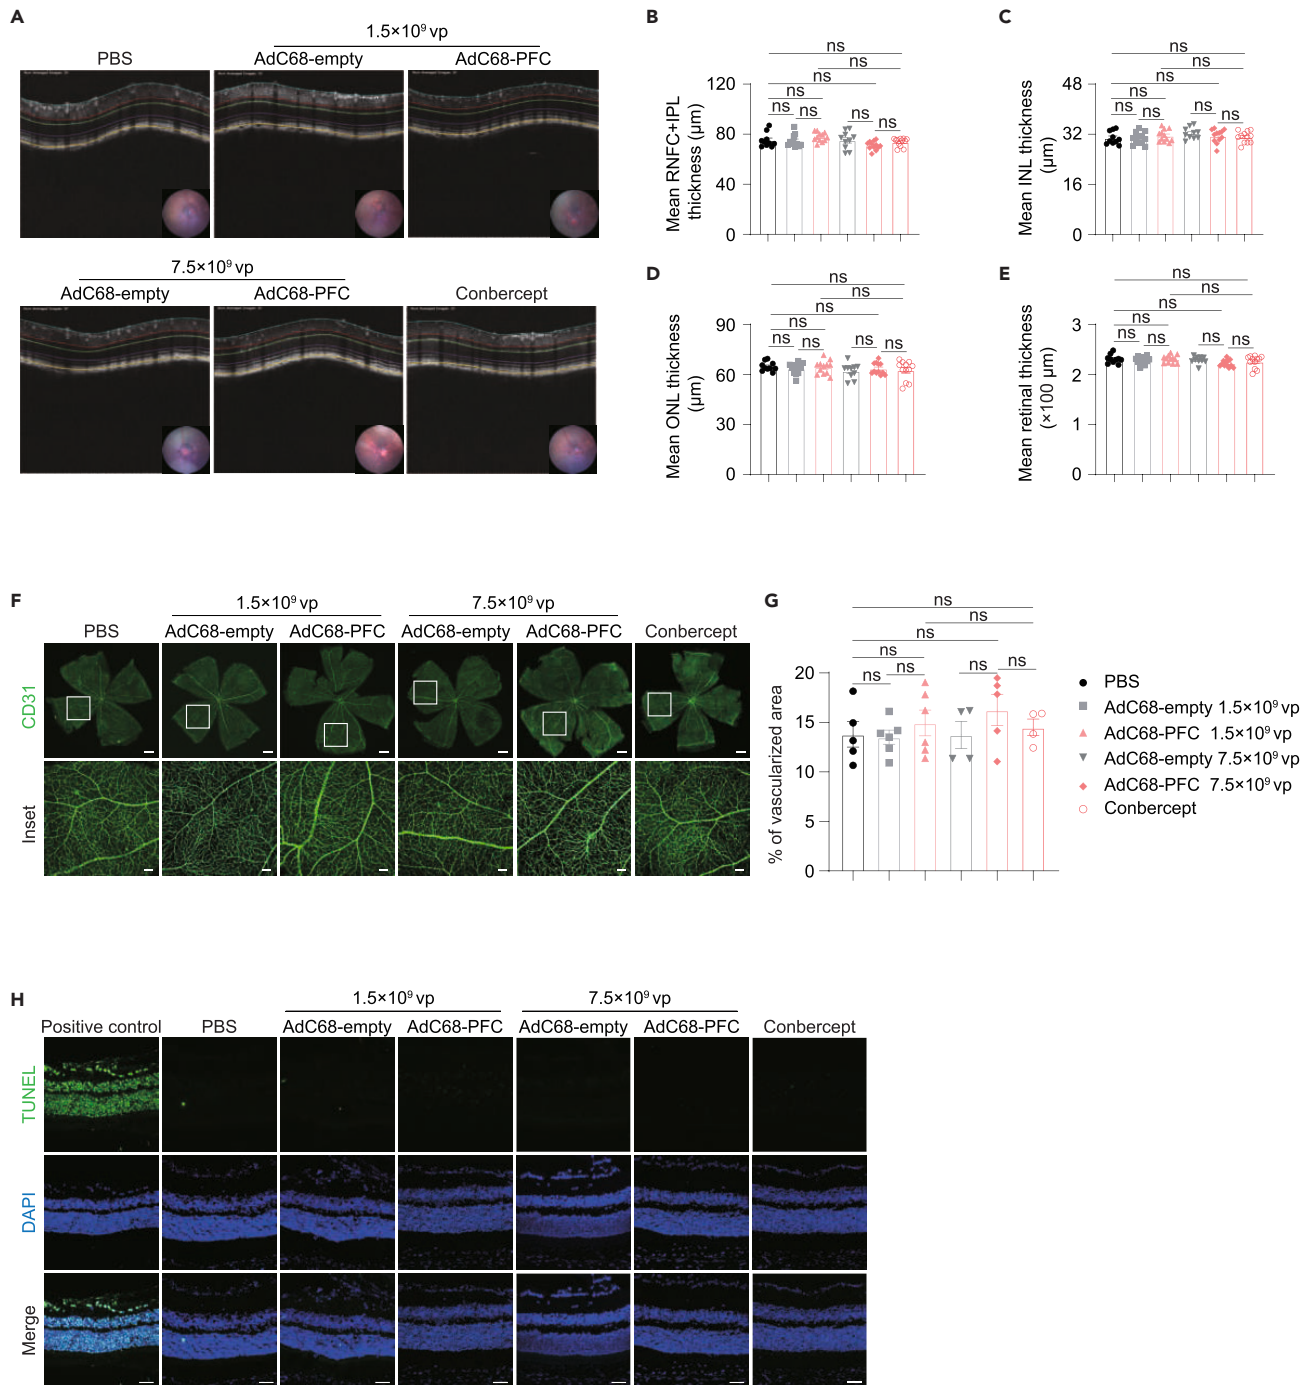 A
1.5×10⁹ vp
PBS
AdC68-empty
AdC68-PFC
7.5×10⁹ vp
AdC68-empty
AdC68-PFC
Conbercept
B
ns
ns
ns
ns
ns
ns
ns
ns
120
80
40
0
Mean RNFC+IPL
thickness (µm)
C
ns
ns
ns
ns
ns
ns
ns
ns
48
32
16
0
Mean INL thickness
(µm)
D
ns
ns
ns
ns
ns
ns
ns
ns
90
60
30
0
Mean ONL thickness
(µm)
E
ns
ns
ns
ns
ns
ns
ns
ns
3
2
1
0
Mean retinal thickness
(×100 µm)
F
1.5×10⁹ vp
7.5×10⁹ vp
PBS
AdC68-empty
AdC68-PFC
AdC68-empty
AdC68-PFC
Conbercept
CD31
Inset
G
ns
ns
ns
ns
ns
ns
ns
ns
20
15
10
5
0
% of vascularized area
PBS
AdC68-empty 1.5×10⁹ vp
AdC68-PFC 1.5×10⁹ vp
AdC68-empty 7.5×10⁹ vp
AdC68-PFC 7.5×10⁹ vp
Conbercept
H
1.5×10⁹ vp
7.5×10⁹ vp
Positive control
PBS
AdC68-empty
AdC68-PFC
AdC68-empty
AdC68-PFC
Conbercept
TUNEL
DAPI
Merge